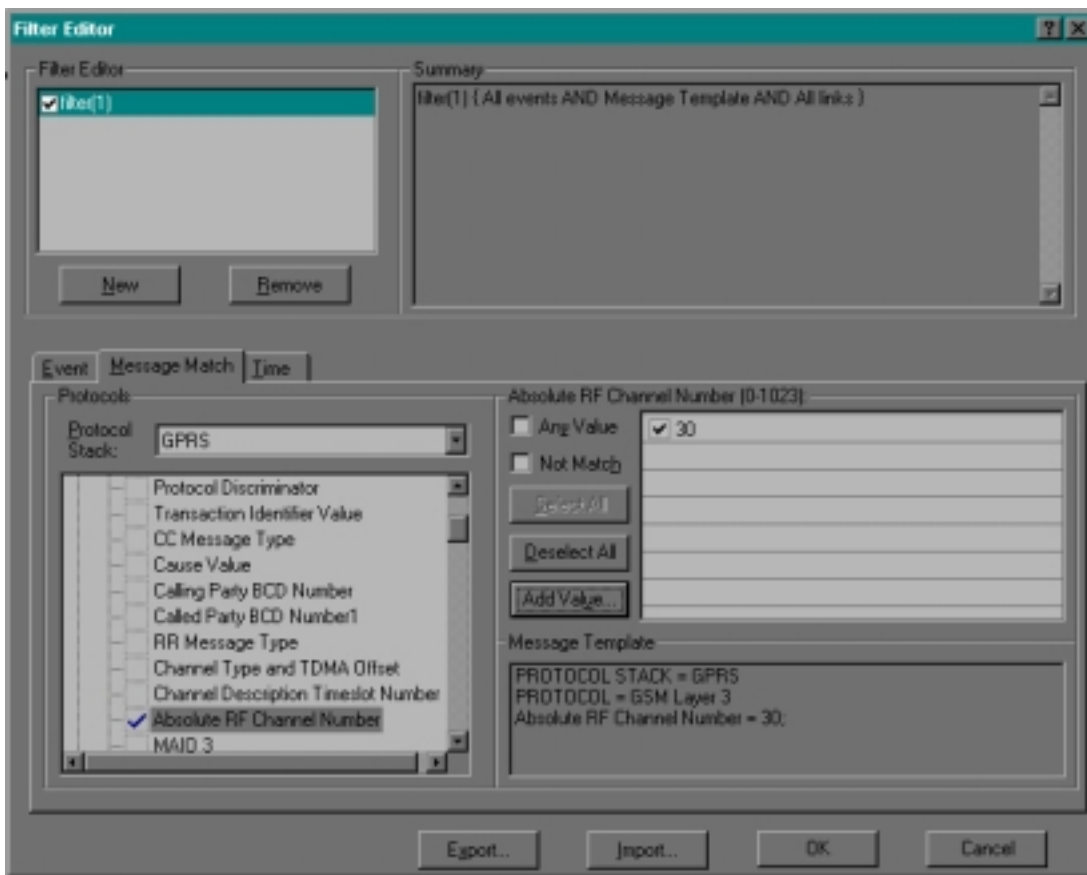 Filter Editor
Filter Editor
filter(1)
New
Remove
Summary
filter(1) { All events AND Message Template AND All links }
Event
Message Match
Time
Protocols
Protocol
Stack:
GPRS
Protocol Discriminator
Transaction Identifier Value
CC Message Type
Cause Value
Calling Party BCD Number
Called Party BCD Number1
RR Message Type
Channel Type and TDMA Offset
Channel Description Timeslot Number
Absolute RF Channel Number
MAIO 3
Absolute RF Channel Number (0-1023):
Any Value
30
Not Match
Select All
Deselect All
Add Value...
Message Template
PROTOCOL STACK = GPRS
PROTOCOL = GSM Layer 3
Absolute RF Channel Number = 30;
Export...
Import...
OK
Cancel